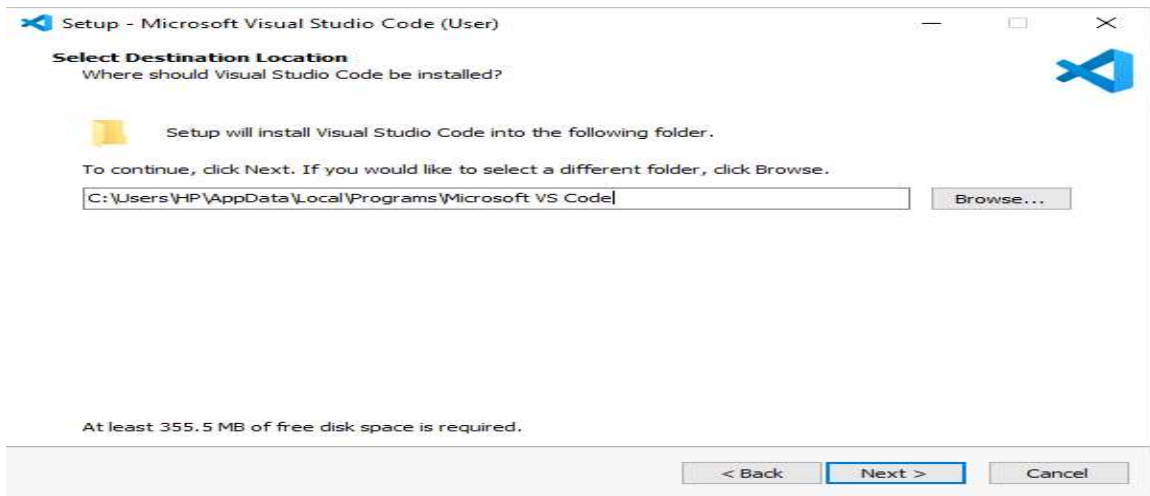 Setup - Microsoft Visual Studio Code (User)
Select Destination Location
Where should Visual Studio Code be installed?
Setup will install Visual Studio Code into the following folder.
To continue, click Next. If you would like to select a different folder, click Browse.
C:\Users\HP\AppData\Local\Programs\Microsoft VS Code
Browse...
At least 355.5 MB of free disk space is required.
< Back Next > Cancel